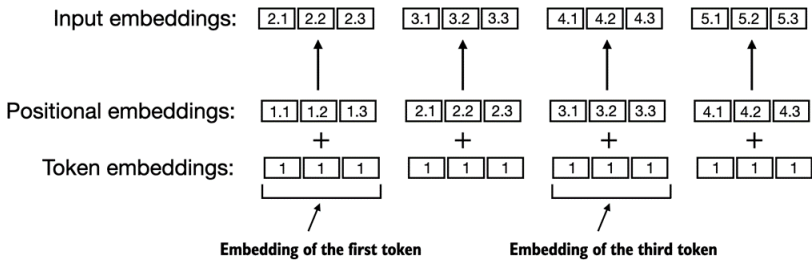 Input embeddings: 2.1 2.2 2.3 3.1 3.2 3.3 4.1 4.2 4.3 5.1 5.2 5.3
Positional embeddings: 1.1 1.2 1.3 2.1 2.2 2.3 3.1 3.2 3.3 4.1 4.2 4.3
+ + + +
Token embeddings: 1 1 1 1 1 1 1 1 1 1 1 1
Embedding of the first token Embedding of the third token